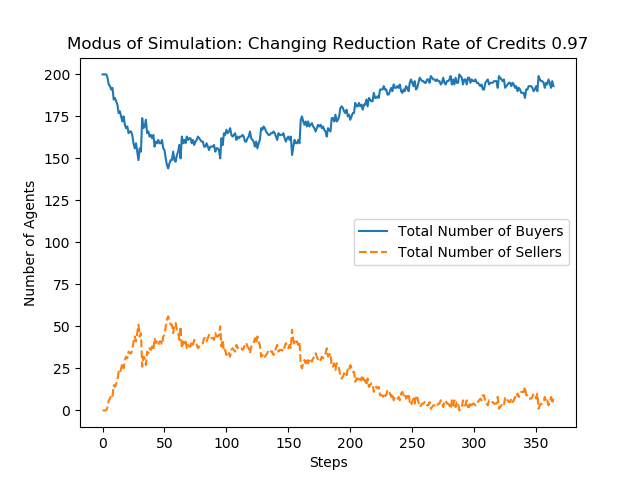 Modus of Simulation: Changing Reduction Rate of Credits 0.97
200
175
150
125
100
75
50
25
0
Number of Agents
Total Number of Buyers
Total Number of Sellers
0 50 100 150 200 250 300 350
Steps